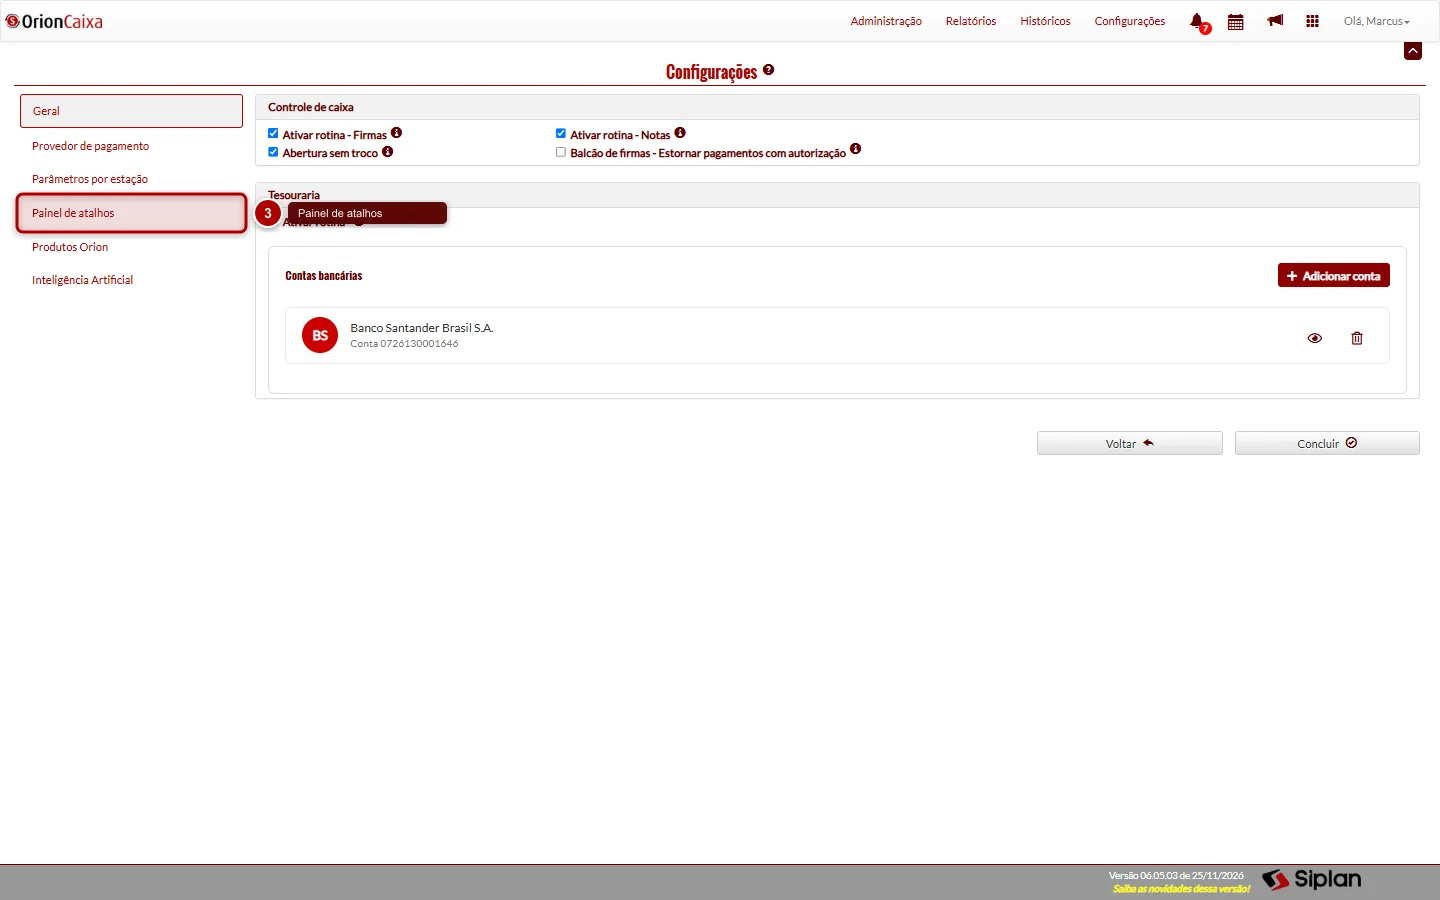 OrionCaixa
Administração Relatórios Históricos Configurações 7 Olá, Marcus
Configurações
Geral
Provedor de pagamento
Parâmetros por estação
Painel de atalhos
Produtos Orion
Inteligência Artificial
Controle de caixa
Ativar rotina - Firmas
Ativar rotina - Notas
Abertura sem troco
Balcão de firmas - Estornar pagamentos com autorização
Tesouraria
3 Painel de atalhos
Ativar rotina
Contas bancárias
Adicionar conta
BS
Banco Santander Brasil S.A.
Conta 0726130001646
Voltar
Concluir
Versão 06.05.03 de 25/11/2026
Saiba as novidades dessa versão!
Siplan